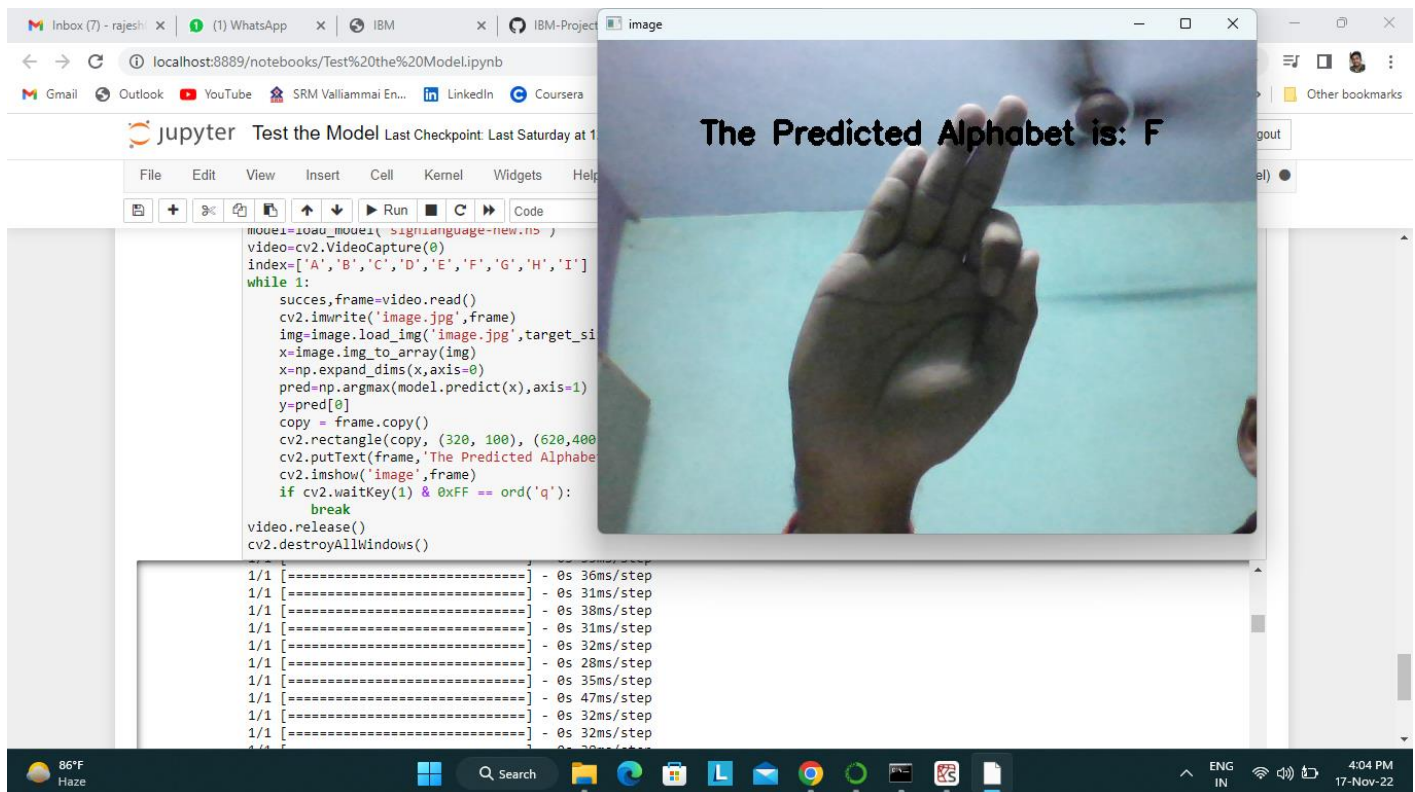 Inbox (7) - rajesh
(1) WhatsApp
IBM
IBM-Project
image
localhost:8889/notebooks/Test%20the%20Model.ipynb
Gmail
Outlook
YouTube
SRM Valliammai En...
LinkedIn
Coursera
Other bookmarks
jupyter Test the Model Last Checkpoint: Last Saturday at 1
gout
File Edit View Insert Cell Kernel Widgets Help
el)
Run
Code
The Predicted Alphabet is: F
model=load_model( signlanguage-new.h5 )
video=cv2.VideoCapture(0)
index=['A','B','C','D','E','F','G','H','I']
while 1:
succes,frame=video.read()
cv2.imwrite('image.jpg',frame)
img=image.load_img('image.jpg',target_si
x=image.img_to_array(img)
x=np.expand_dims(x,axis=0)
pred=np.argmax(model.predict(x),axis=1)
y=pred[0]
copy = frame.copy()
cv2.rectangle(copy, (320, 100), (620,400
cv2.putText(frame,'The Predicted Alphabe
cv2.imshow('image',frame)
if cv2.waitKey(1) & 0xFF == ord('q'):
break
video.release()
cv2.destroyAllWindows()
1/1 [==============================] - 0s 36ms/step
1/1 [==============================] - 0s 31ms/step
1/1 [==============================] - 0s 38ms/step
1/1 [==============================] - 0s 31ms/step
1/1 [==============================] - 0s 32ms/step
1/1 [==============================] - 0s 28ms/step
1/1 [==============================] - 0s 35ms/step
1/1 [==============================] - 0s 47ms/step
1/1 [==============================] - 0s 32ms/step
1/1 [==============================] - 0s 32ms/step
86°F
Haze
Search
ENG
IN
4:04 PM
17-Nov-22